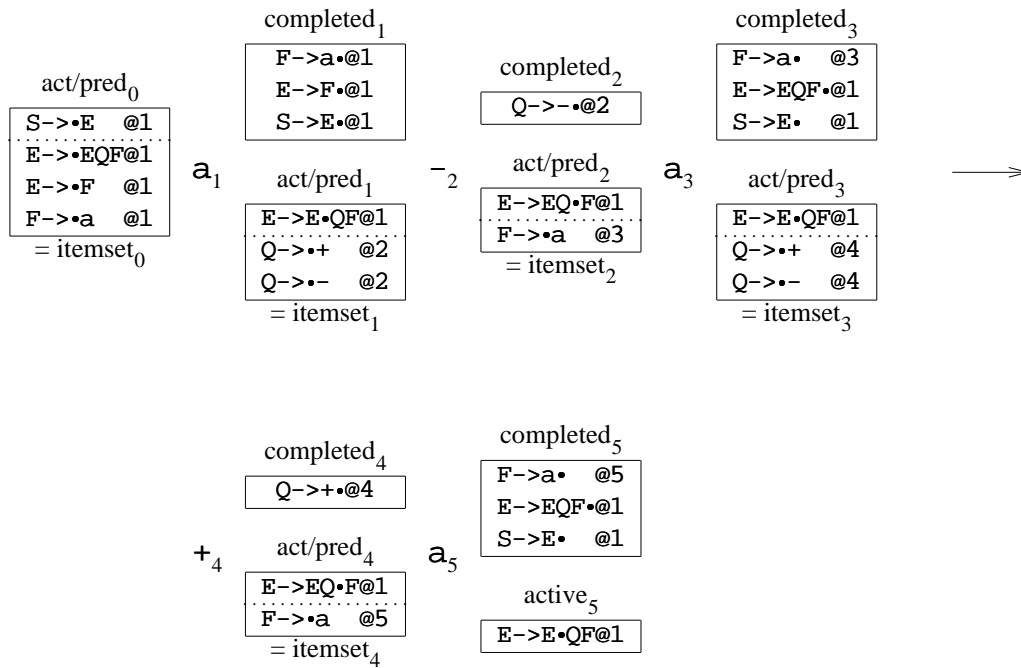 act/pred0
S->•E @1
E->•EQF@1
E->•F @1
F->•a @1
= itemset0
a1
completed1
F->a•@1
E->F•@1
S->E•@1
act/pred1
E->E•QF@1
Q->•+ @2
Q->•- @2
= itemset1
-2
completed2
Q->-•@2
act/pred2
E->EQ•F@1
F->•a @3
= itemset2
a3
completed3
F->a• @3
E->EQF•@1
S->E• @1
act/pred3
E->E•QF@1
Q->•+ @4
Q->•- @4
= itemset3
+4
completed4
Q->+•@4
act/pred4
E->EQ•F@1
F->•a @5
= itemset4
a5
completed5
F->a• @5
E->EQF•@1
S->E• @1
active5
E->E•QF@1